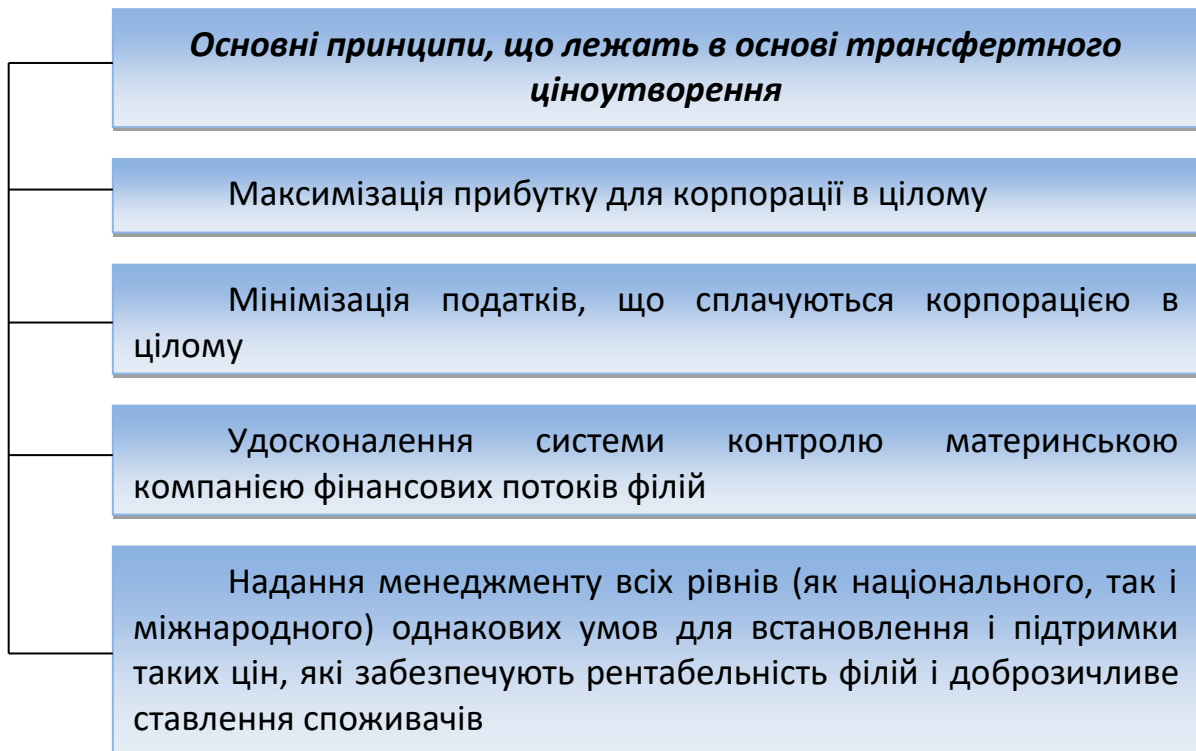 Основні принципи, що лежать в основі трансфертного
ціноутворення
Максимізація прибутку для корпорації в цілому
Мінімізація податків, що сплачуються корпорацією в
цілому
Удосконалення системи контролю материнською
компанією фінансових потоків філій
Надання менеджменту всіх рівнів (як національного, так і
міжнародного) однакових умов для встановлення і підтримки
таких цін, які забезпечують рентабельність філій і доброзичливе
ставлення споживачів